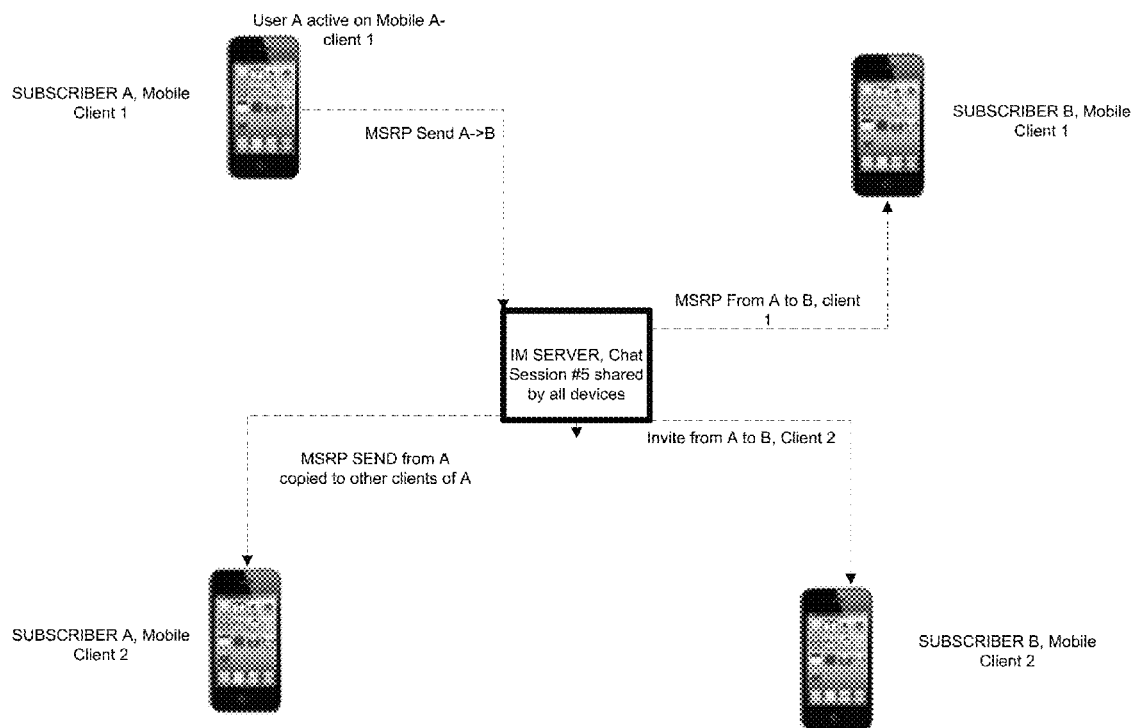 User A active on Mobile A-
client 1
SUBSCRIBER A, Mobile
Client 1
MSRP Send A->B
SUBSCRIBER B, Mobile
Client 1
MSRP From A to B, client
1
IM SERVER, Chat
Session #5 shared
by all devices
Invite from A to B, Client 2
MSRP SEND from A
copied to other clients of A
SUBSCRIBER A, Mobile
Client 2
SUBSCRIBER B, Mobile
Client 2